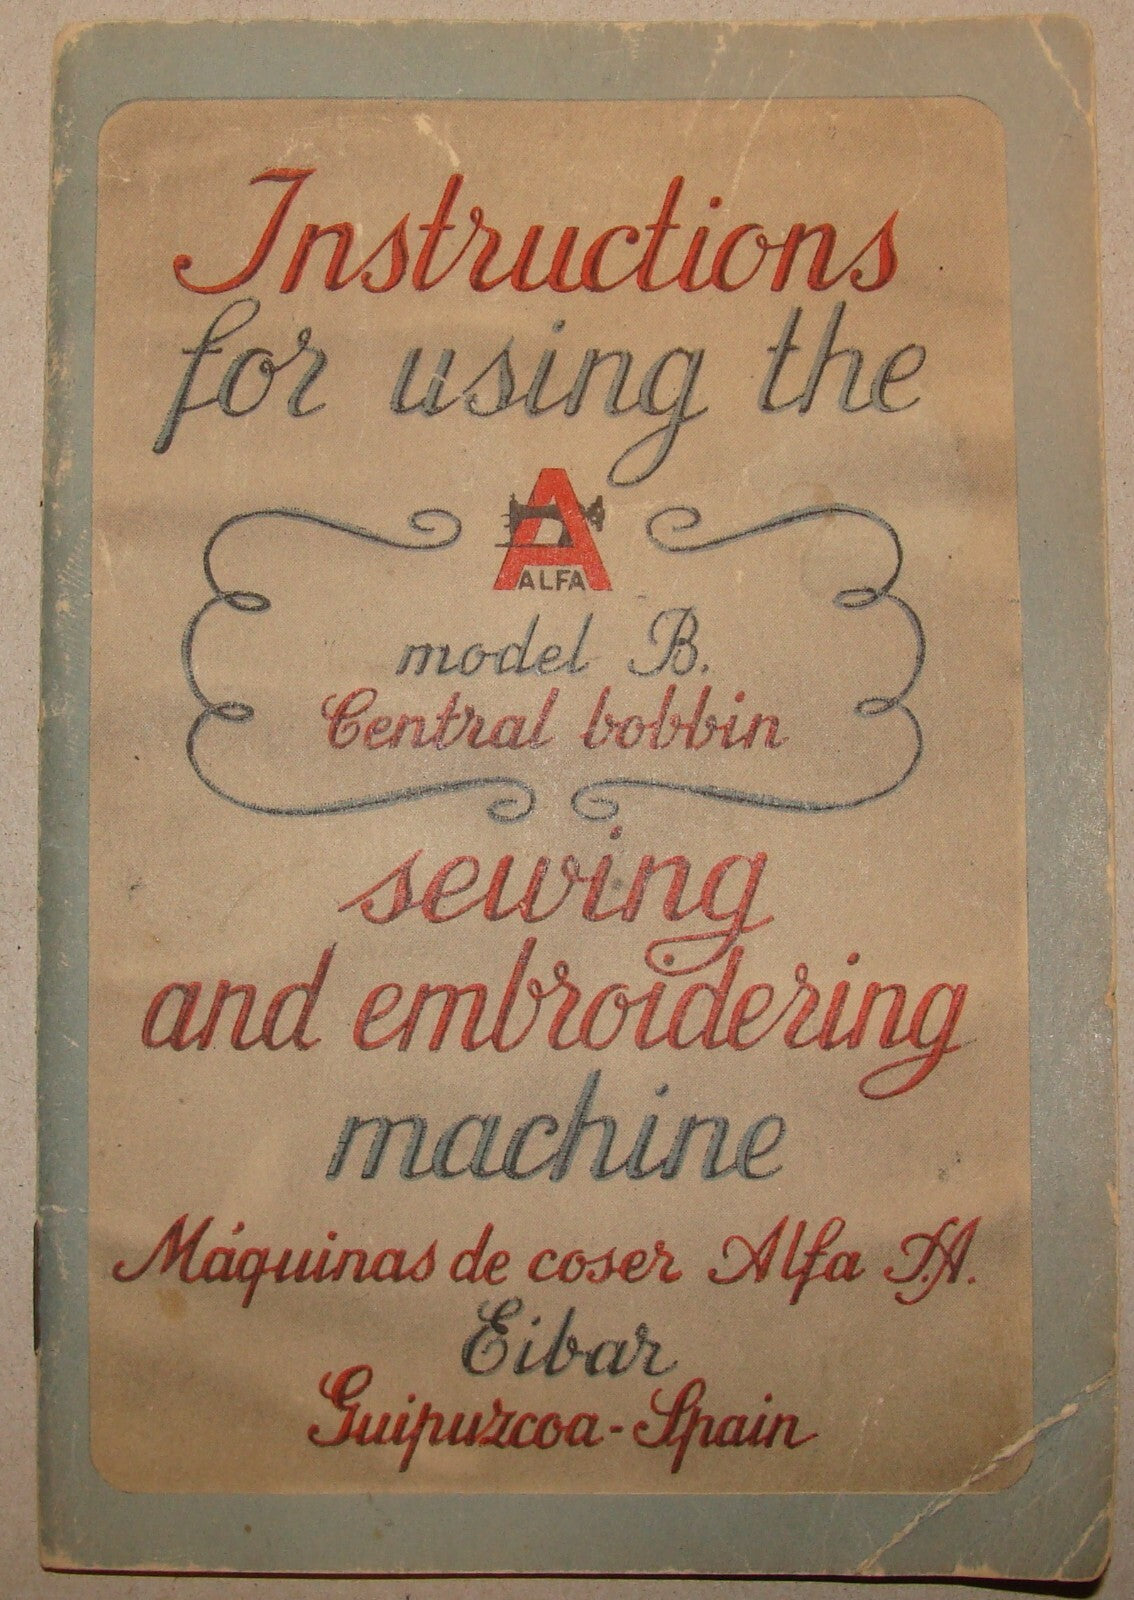 Instructions
for using the
ALFA
model B.
Central bobbin
sewing
and embroidering
machine
Máquinas de coser Alfa S.A.
Eibar
Guipuzcoa - Spain